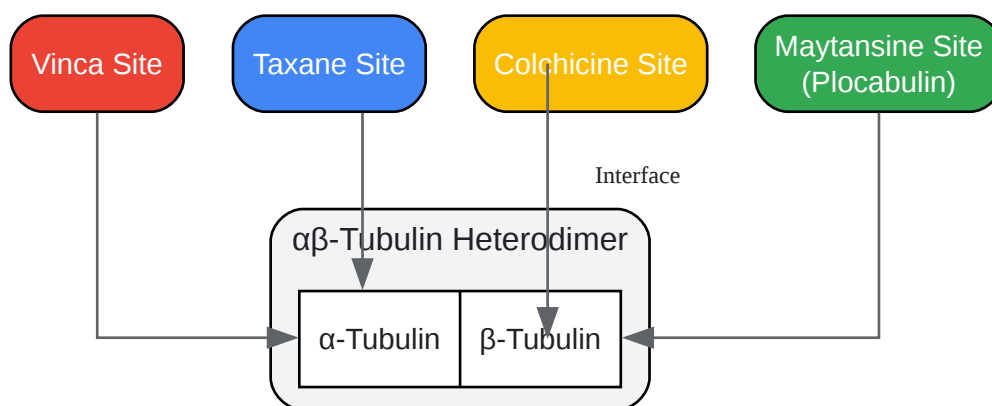 Vinca Site
Taxane Site
Colchicine Site
Maytansine Site
(Plocabulin)
Interface
αβ-Tubulin Heterodimer
α-Tubulin
β-Tubulin